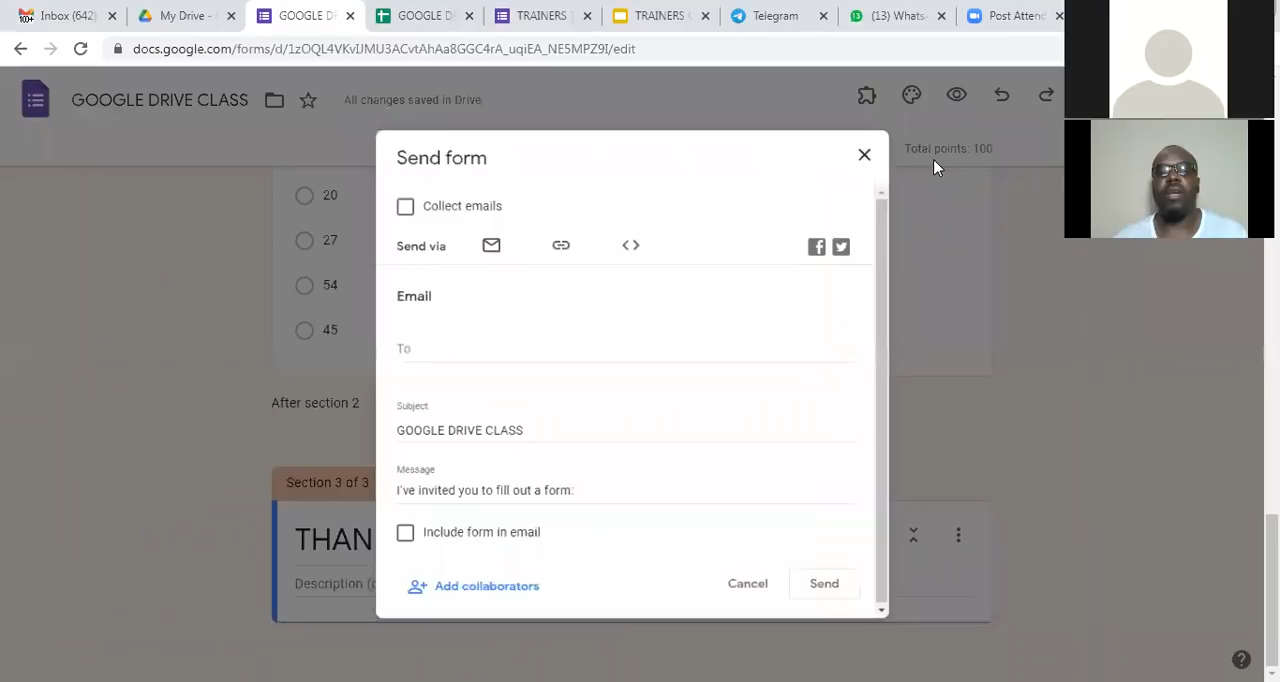 Inbox (642)
My Drive -
GOOGLE D
GOOGLE D
TRAINERS
TRAINERS
Telegram
(13) Whats
Post Attend
docs.google.com/forms/d/1zOQL4VKvIJMU3ACvtAhAa8GGC4rA_uqiEA_NE5MPZ9I/edit
GOOGLE DRIVE CLASS
All changes saved in Drive
Total points: 100
Send form
Collect emails
Send via
Email
To
Subject
GOOGLE DRIVE CLASS
Message
I've invited you to fill out a form:
Include form in email
Add collaborators
Cancel
Send
20
27
54
45
After section 2
Section 3 of 3
THAN
Description